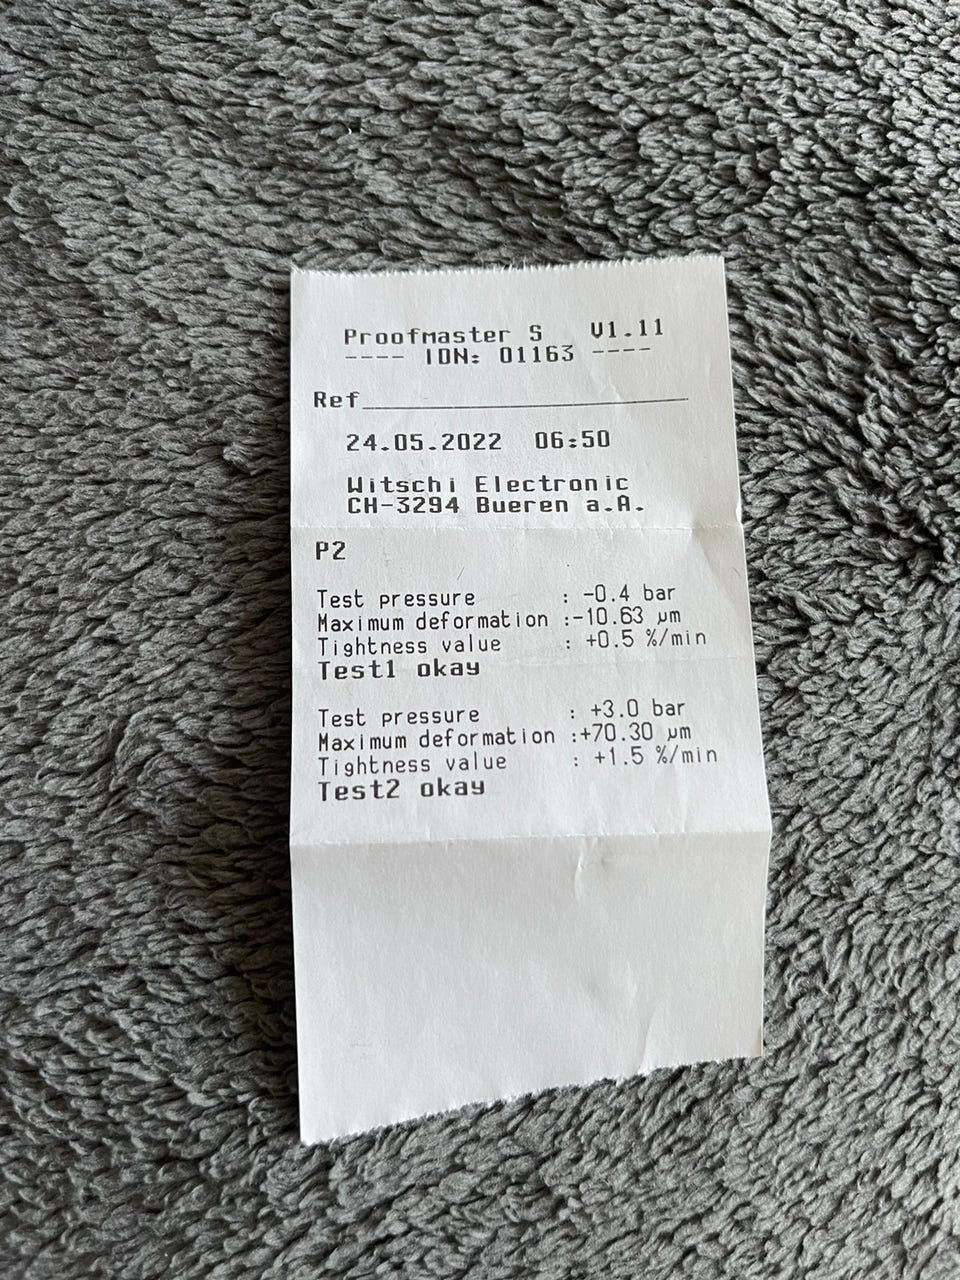 Proofmaster S V1.11
---- IDN: 01163 ----
Ref
24.05.2022 06:50
Witschi Electronic
CH-3294 Bueren a.A.
P2
Test pressure : -0.4 bar
Maximum deformation :-10.63 µm
Tightness value : +0.5 %/min
Test1 okay
Test pressure : +3.0 bar
Maximum deformation :+70.30 µm
Tightness value : +1.5 %/min
Test2 okay